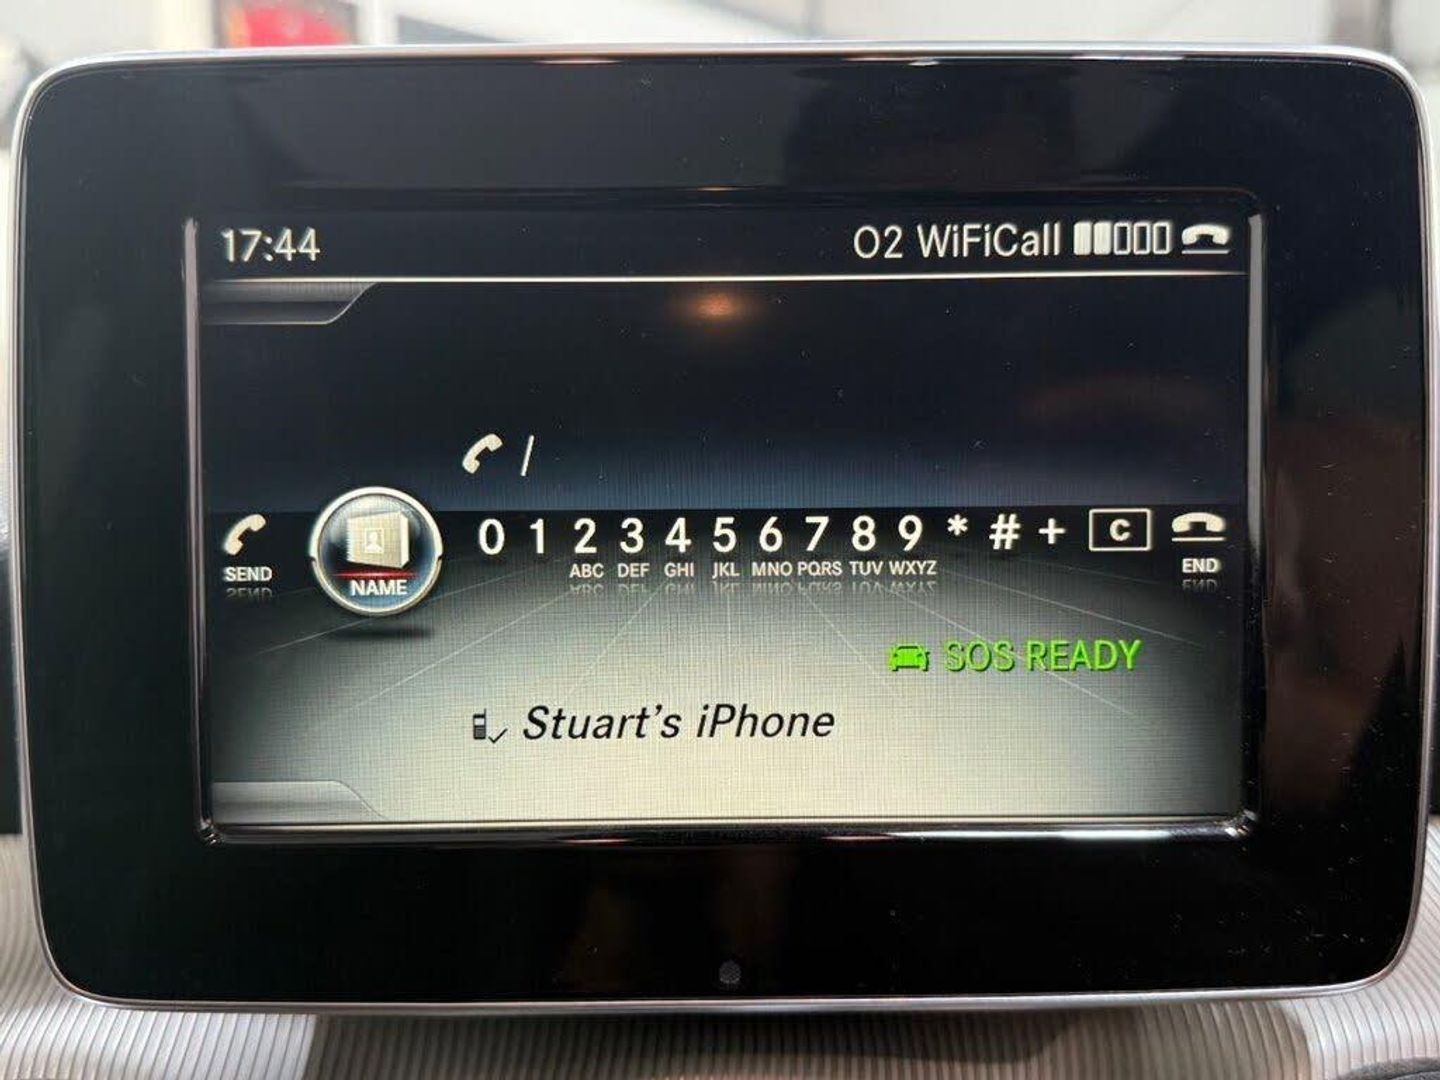 17:44 O2 WiFiCall
/
0 1 2 3 4 5 6 7 8 9 * # + C
SEND NAME ABC DEF GHI JKL MNO PQRS TUV WXYZ END
SOS READY
Stuart's iPhone